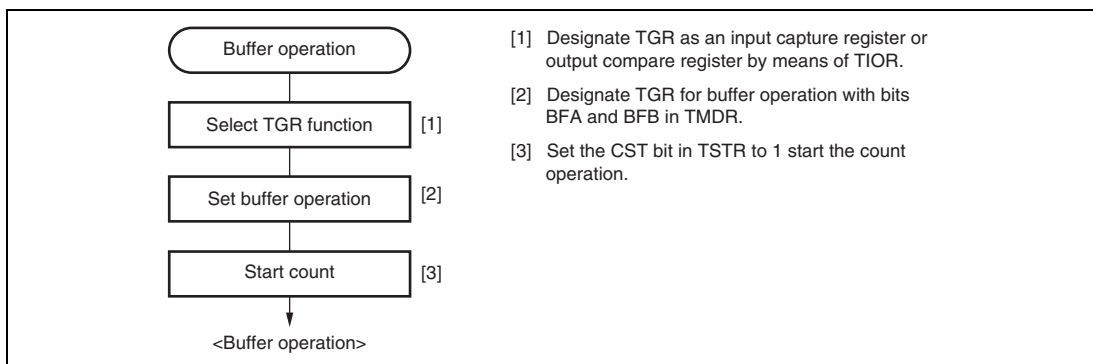 Buffer operation
Select TGR function
[1]
Set buffer operation
[2]
Start count
[3]
<Buffer operation>
[1] Designate TGR as an input capture register or
output compare register by means of TIOR.
[2] Designate TGR for buffer operation with bits
BFA and BFB in TMDR.
[3] Set the CST bit in TSTR to 1 start the count
operation.